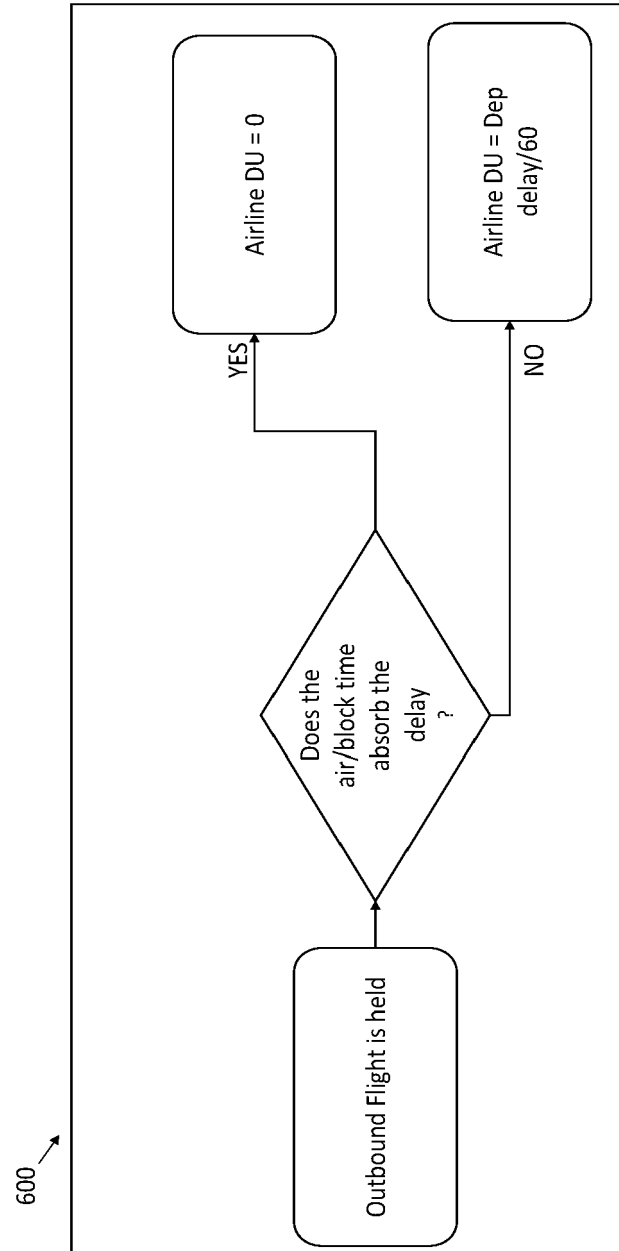 600
Outbound Flight is held
Does the
air/block time
absorb the
delay
?
YES
Airline DU = 0
NO
Airline DU = Dep
delay/60